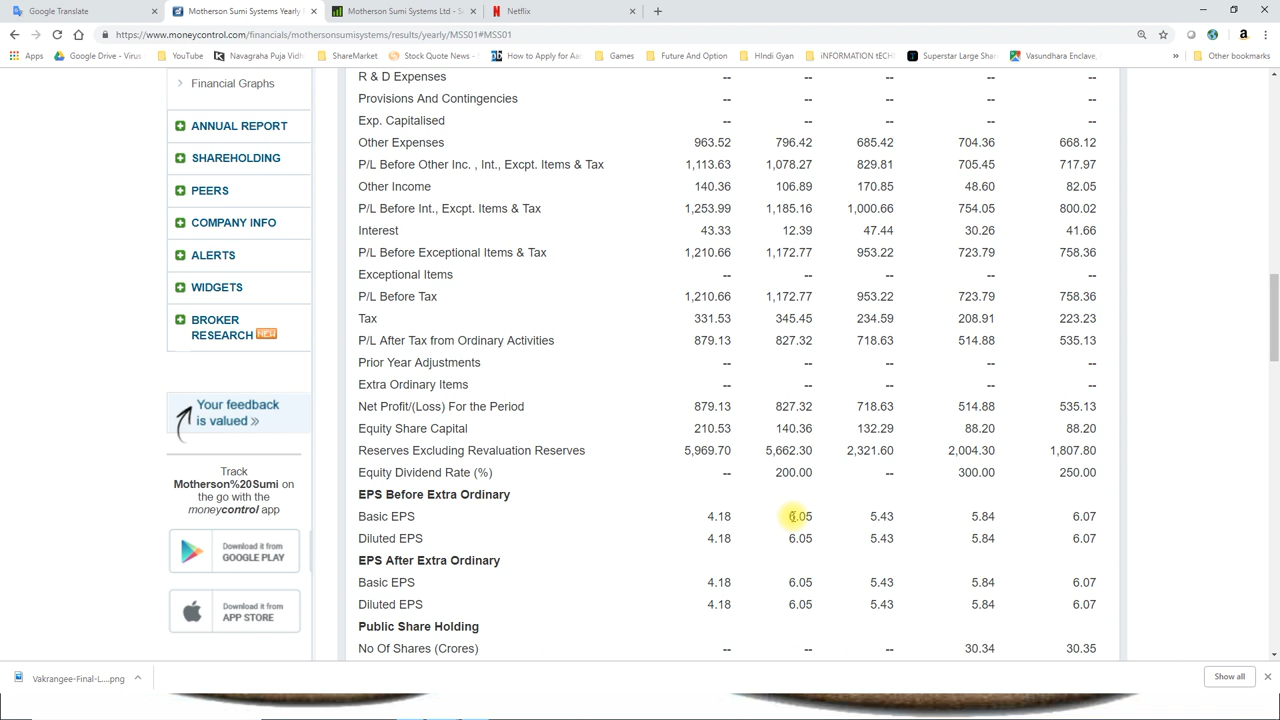 Google Translate
Motherson Sumi Systems Yearly
Motherson Sumi Systems Ltd - S
Netflix
https://www.moneycontrol.com/financials/mothersonsumisystems/results/yearly/MSS01#MSS01
Apps Google Drive - Virus YouTube Navagraha Puja Vidh ShareMarket Stock Quote News - How to Apply for Aa Games Future And Option HIndi Gyan iNFORMATION tECH Superstar Large Shar Vasundhara Enclave, » Other bookmarks
Financial Graphs
ANNUAL REPORT
SHAREHOLDING
PEERS
COMPANY INFO
ALERTS
WIDGETS
BROKER
RESEARCH NEW
Your feedback
is valued »
Track
Motherson%20Sumi on
the go with the
moneycontrol app
Download it from
GOOGLE PLAY
Download it from
APP STORE
R & D Expenses -- -- -- -- --
Provisions And Contingencies -- -- -- -- --
Exp. Capitalised -- -- -- -- --
Other Expenses 963.52 796.42 685.42 704.36 668.12
P/L Before Other Inc. , Int., Excpt. Items & Tax 1,113.63 1,078.27 829.81 705.45 717.97
Other Income 140.36 106.89 170.85 48.60 82.05
P/L Before Int., Excpt. Items & Tax 1,253.99 1,185.16 1,000.66 754.05 800.02
Interest 43.33 12.39 47.44 30.26 41.66
P/L Before Exceptional Items & Tax 1,210.66 1,172.77 953.22 723.79 758.36
Exceptional Items -- -- -- -- --
P/L Before Tax 1,210.66 1,172.77 953.22 723.79 758.36
Tax 331.53 345.45 234.59 208.91 223.23
P/L After Tax from Ordinary Activities 879.13 827.32 718.63 514.88 535.13
Prior Year Adjustments -- -- -- -- --
Extra Ordinary Items -- -- -- -- --
Net Profit/(Loss) For the Period 879.13 827.32 718.63 514.88 535.13
Equity Share Capital 210.53 140.36 132.29 88.20 88.20
Reserves Excluding Revaluation Reserves 5,969.70 5,662.30 2,321.60 2,004.30 1,807.80
Equity Dividend Rate (%) -- 200.00 -- 300.00 250.00
EPS Before Extra Ordinary
Basic EPS 4.18 6.05 5.43 5.84 6.07
Diluted EPS 4.18 6.05 5.43 5.84 6.07
EPS After Extra Ordinary
Basic EPS 4.18 6.05 5.43 5.84 6.07
Diluted EPS 4.18 6.05 5.43 5.84 6.07
Public Share Holding
No Of Shares (Crores) -- -- -- 30.34 30.35
Vakrangee-Final-L....png
Show all